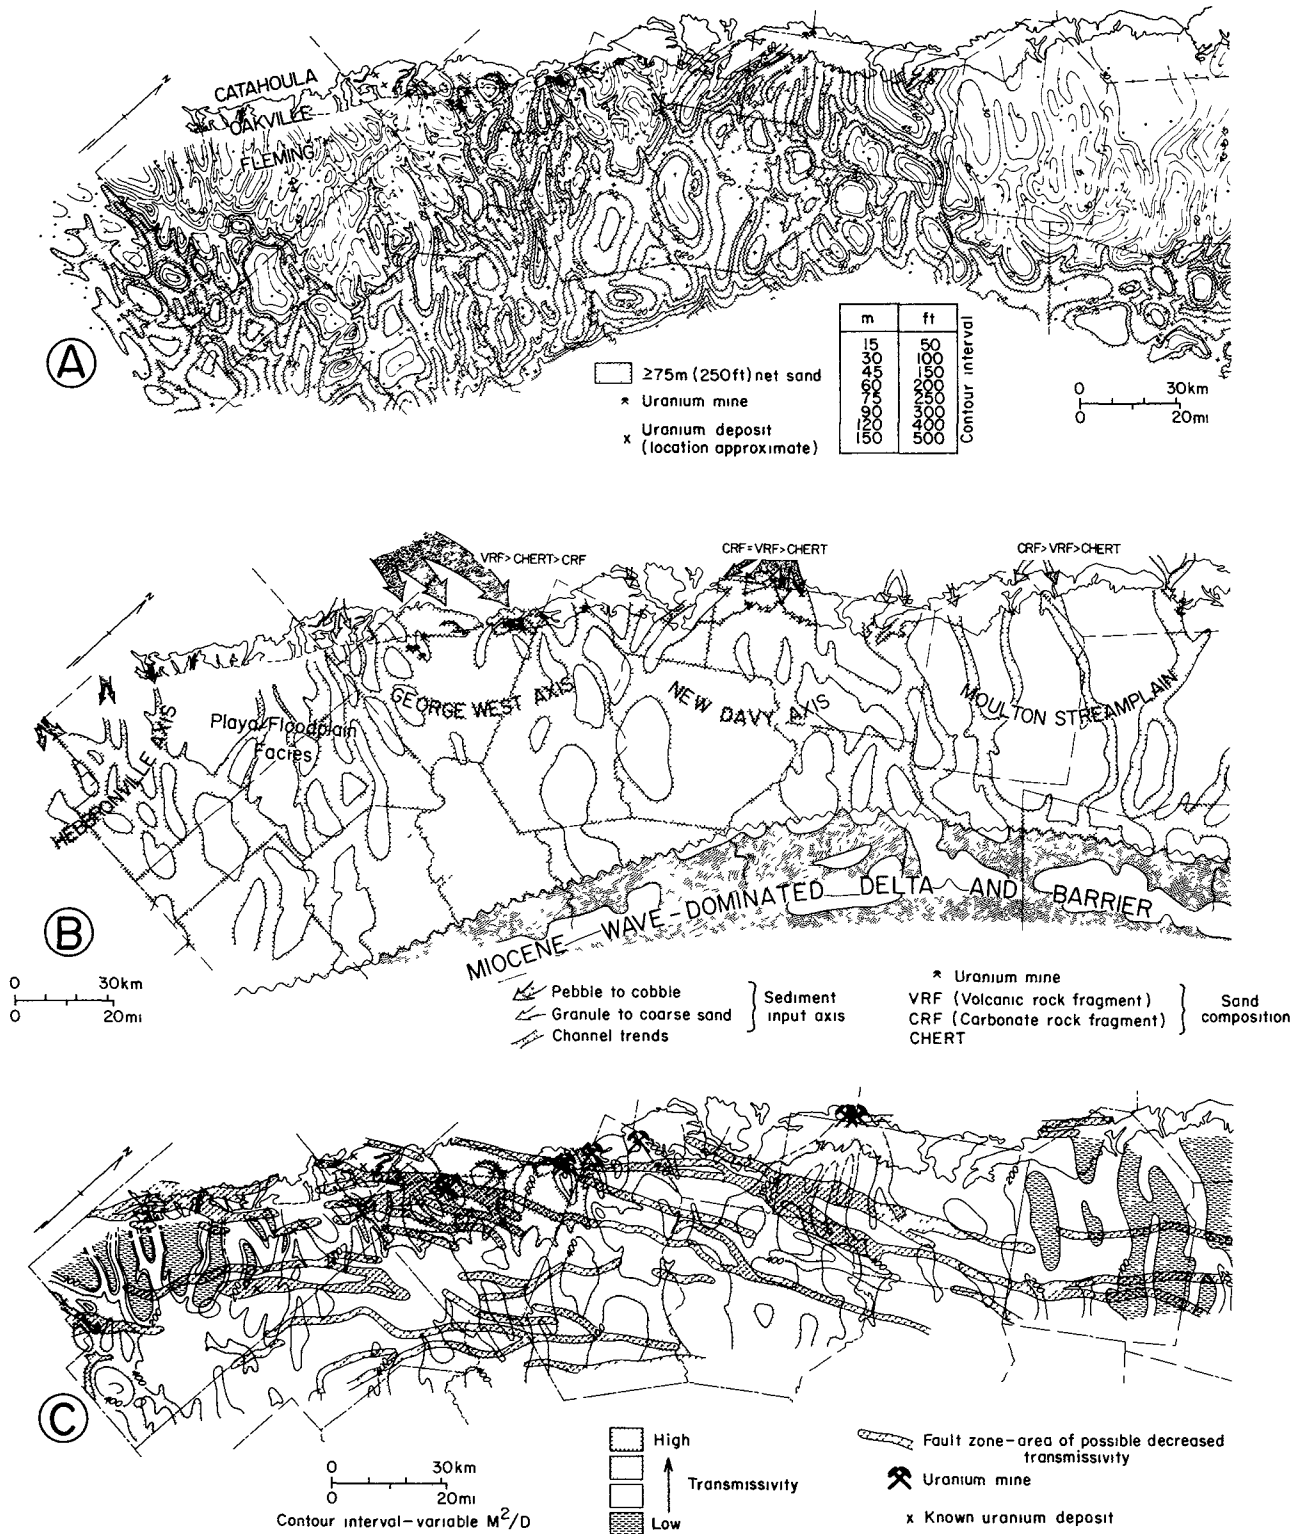 N
CATAHOULA
OAKVILLE
FLEMING
A
≥75m (250ft) net sand
* Uranium mine
x Uranium deposit
(location approximate)
m ft
15 50
30 100
45 150
60 200
75 250
90 300
120 400
150 500
Contour interval
0 30km
0 20mi
VRF>CHERT>CRF
CRF=VRF>CHERT
CRF>VRF>CHERT
N
HEBBRONVILLE AXIS
Playa/Floodplain
Facies
GEORGE WEST AXIS
NEW DAVY AXIS
MOULTON STREAMPLAIN
MIOCENE WAVE-DOMINATED DELTA AND BARRIER
B
0 30km
0 20mi
Pebble to cobble
Granule to coarse sand
Channel trends
Sediment
input axis
* Uranium mine
VRF (Volcanic rock fragment)
CRF (Carbonate rock fragment)
CHERT
Sand
composition
N
C
0 30km
0 20mi
Contour interval-variable M²/D
High
Transmissivity
Low
Fault zone-area of possible decreased
transmissivity
Uranium mine
x Known uranium deposit